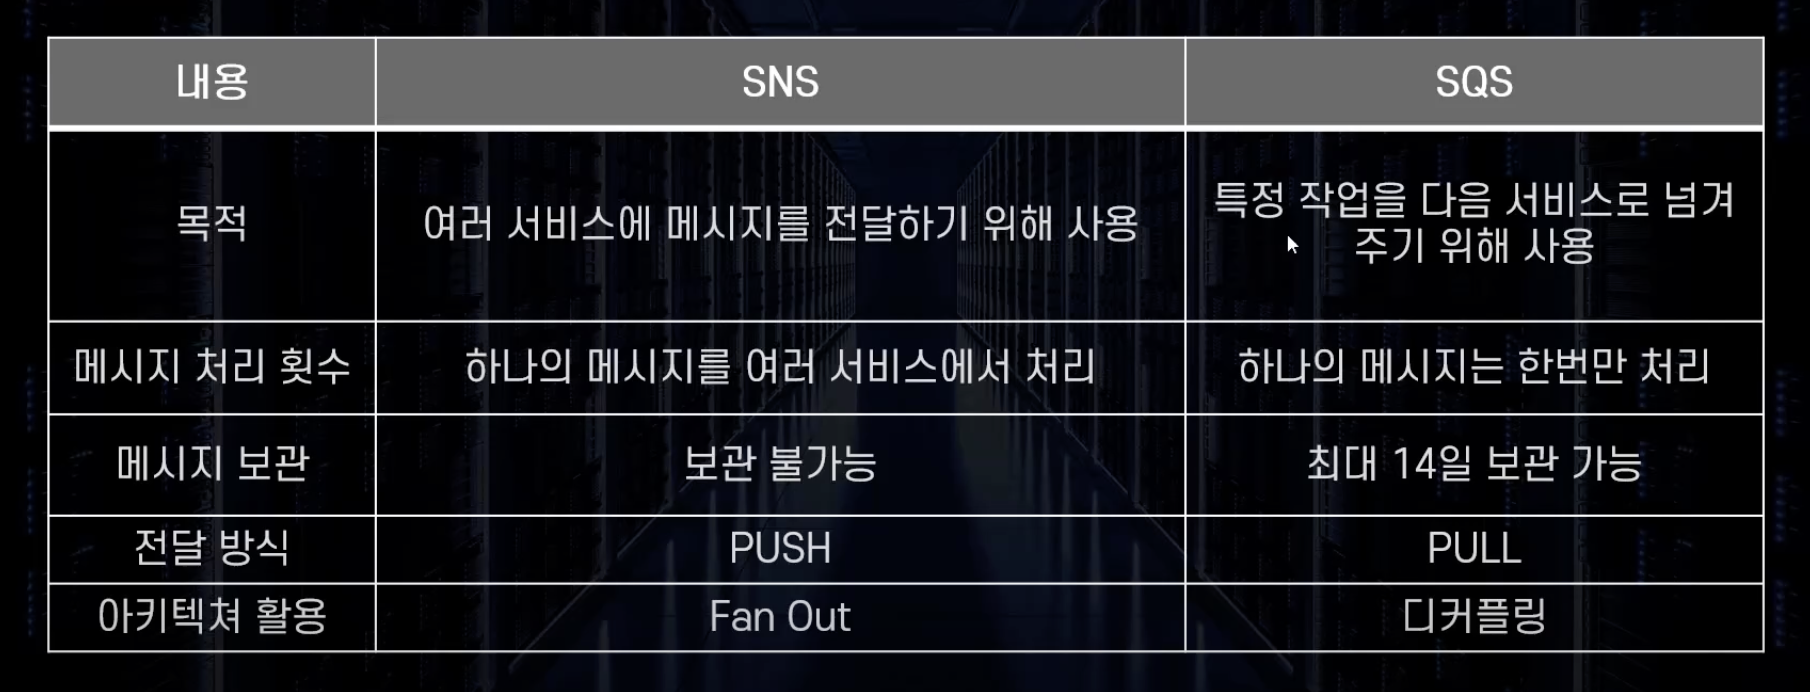 내용
SNS
SQS
목적
여러 서비스에 메시지를 전달하기 위해 사용
특정 작업을 다음 서비스로 넘겨
주기 위해 사용
메시지 처리 횟수
하나의 메시지를 여러 서비스에서 처리
하나의 메시지는 한번만 처리
메시지 보관
보관 불가능
최대 14일 보관 가능
전달 방식
PUSH
PULL
아키텍쳐 활용
Fan Out
디커플링